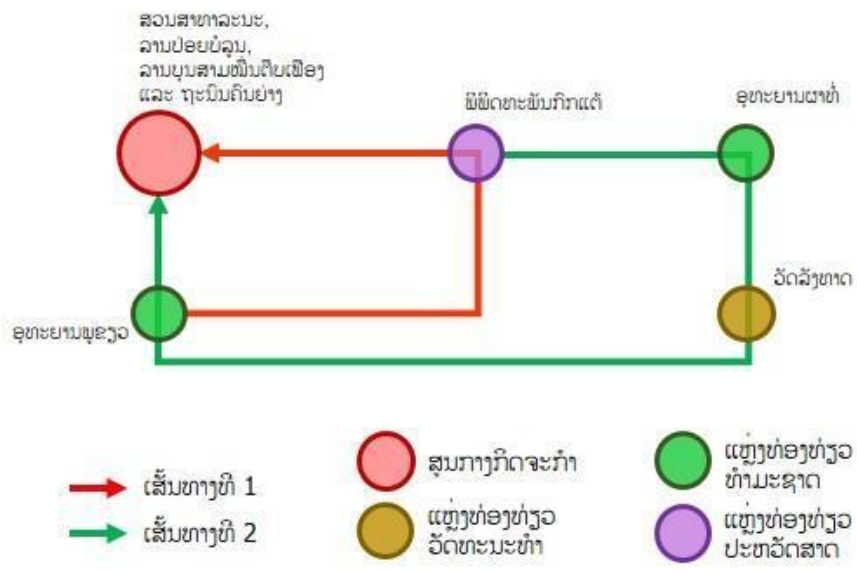 ສວນສາທາລະນະ,
ລານປ່ອຍບໍລູນ,
ລານບຸນສາມໝື່ນຕີບເຟືອງ
ແລະ ຖະນົນຄົນຍ່າງ
ພິພິດທະພັນກົກແຕ້
ອຸທະຍານຜາທໍ່
ວັດລັງທາດ
ອຸທະຍານພູຂຽວ
ເສັ້ນທາງທີ 1
ເສັ້ນທາງທີ 2
ສູນກາງກິດຈະກຳ
ແຫຼ່ງທ່ອງທ່ຽວ
ວັດທະນະທຳ
ແຫຼ່ງທ່ອງທ່ຽວ
ທຳມະຊາດ
ແຫຼ່ງທ່ອງທ່ຽວ
ປະຫວັດສາດ